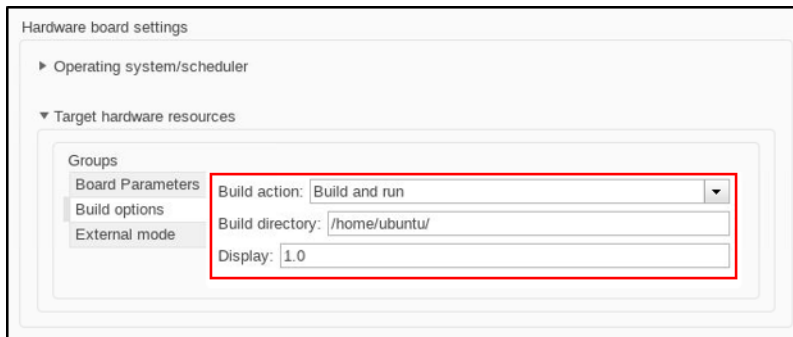 Hardware board settings
Operating system/scheduler
Target hardware resources
Groups
Board Parameters
Build options
External mode
Build action: Build and run
Build directory: /home/ubuntu/
Display: 1.0